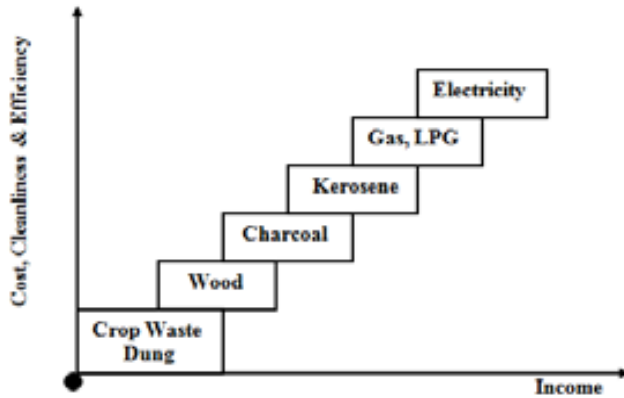 Cost, Cleanliness & Efficiency
Electricity
Gas, LPG
Kerosene
Charcoal
Wood
Crop Waste
Dung
Income